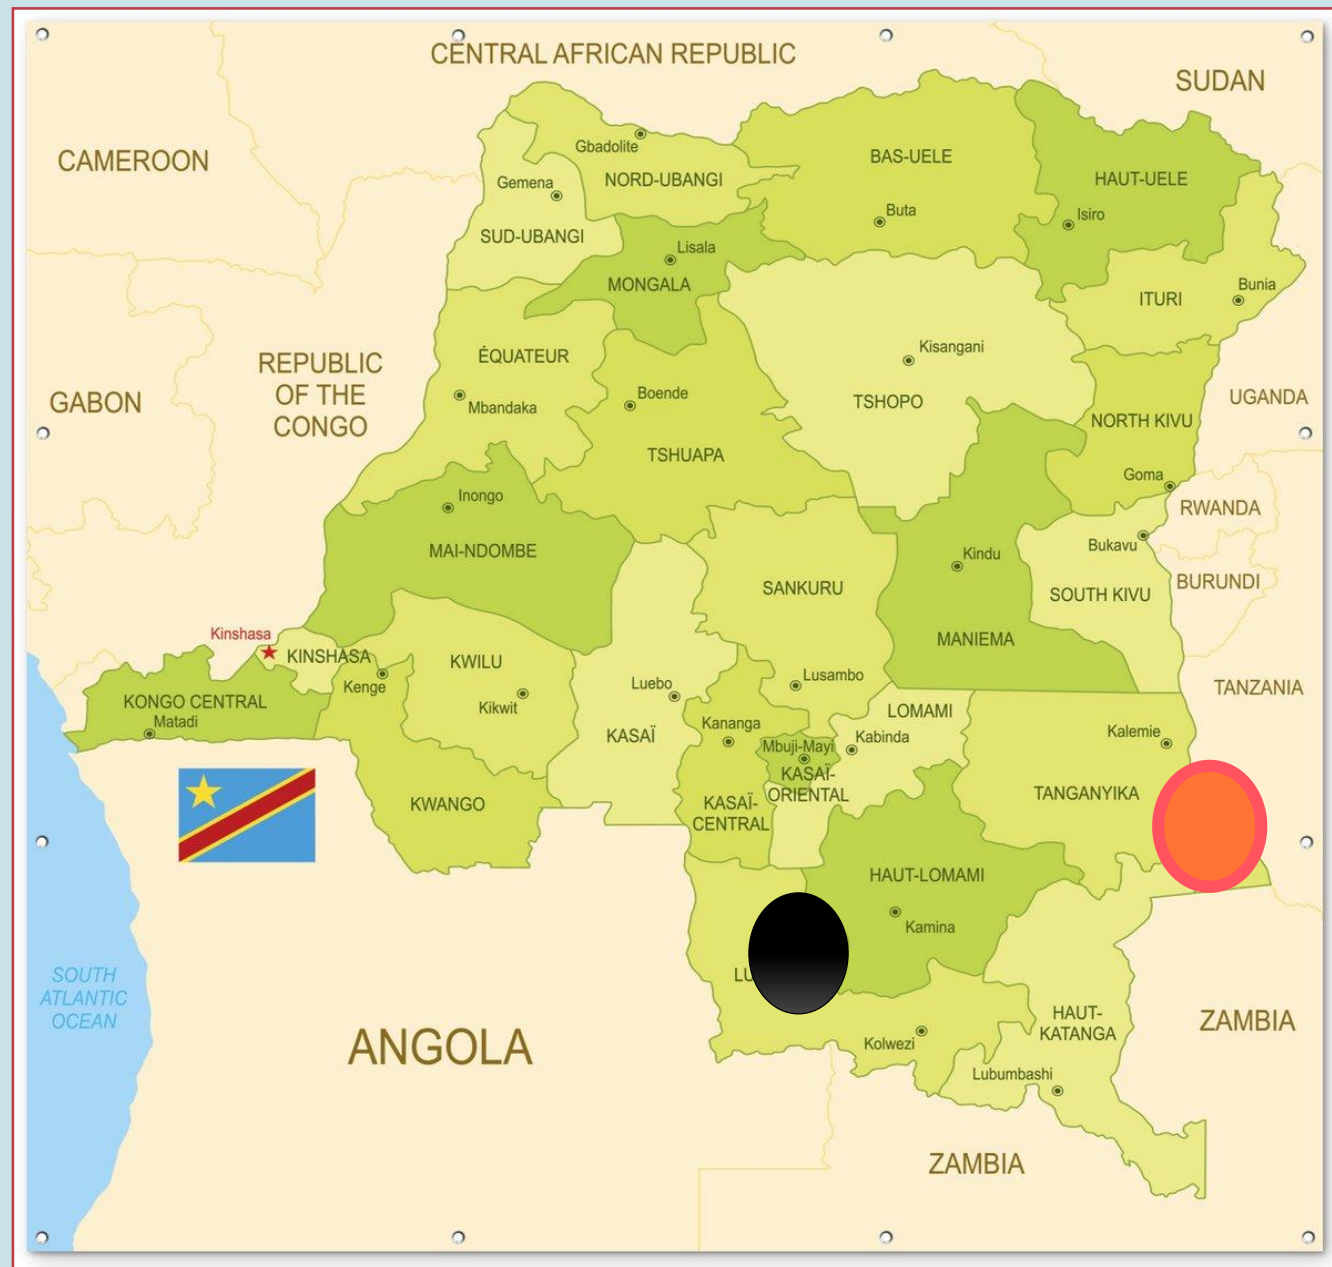 CENTRAL AFRICAN REPUBLIC
SUDAN
CAMEROON
Gbadolite
NORD-UBANGI
BAS-UELE
HAUT-UELE
Gemena
Buta
Isiro
SUD-UBANGI
Lisala
MONGALA
ITURI
Bunia
ÉQUATEUR
Kisangani
REPUBLIC
OF THE
CONGO
GABON
Mbandaka
Boende
TSHOPO
UGANDA
NORTH KIVU
TSHUAPA
Goma
Inongo
RWANDA
MAI-NDOMBE
Kindu
Bukavu
SANKURU
SOUTH KIVU
BURUNDI
Kinshasa
KINSHASA
MANIEMA
KWILU
Kenge
Luebo
Lusambo
TANZANIA
KONGO CENTRAL
Matadi
Kikwit
KASAÏ
Kananga
LOMAMI
Kabinda
Kalemie
Mbuji-Mayi
KASAÏ-
ORIENTAL
KWANGO
KASAÏ-
CENTRAL
TANGANYIKA
HAUT-LOMAMI
Kamina
LU
SOUTH
ATLANTIC
OCEAN
ANGOLA
Kolwezi
HAUT-
KATANGA
ZAMBIA
Lubumbashi
ZAMBIA